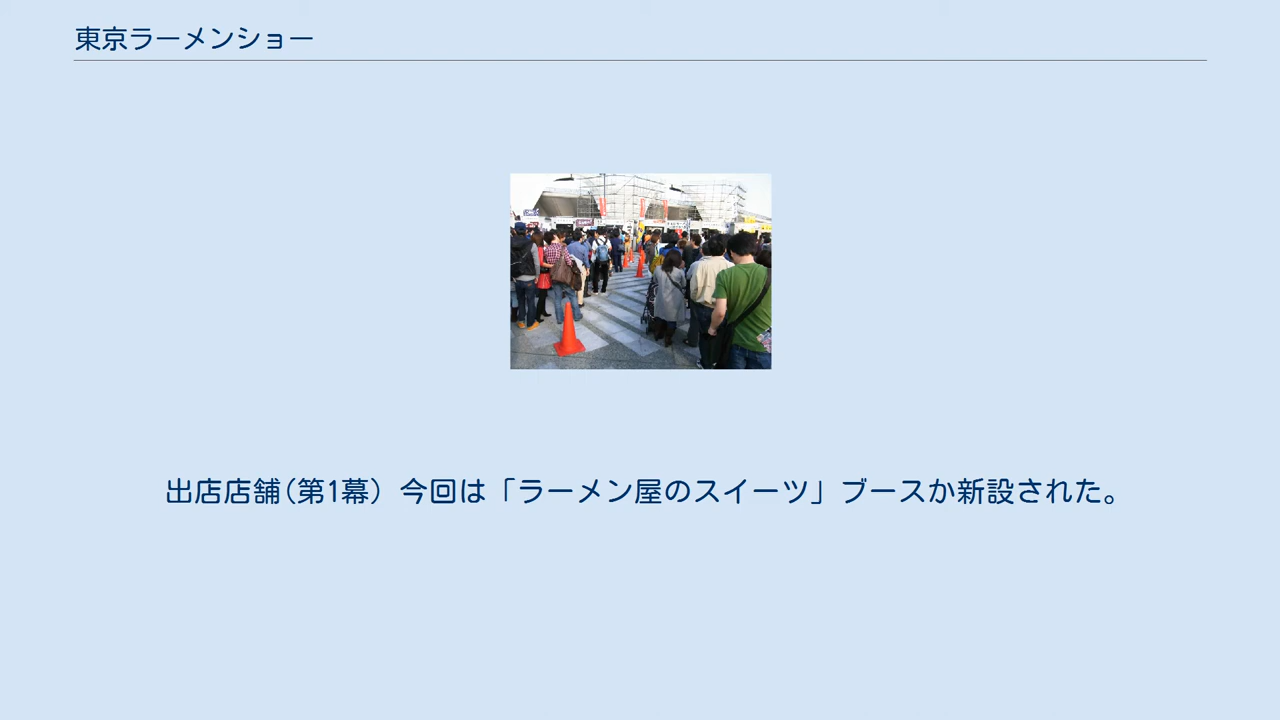 東京ラーメンショー
出店店舗(第1幕) 今回は「ラーメン屋のスイーツ」ブースか新設された。